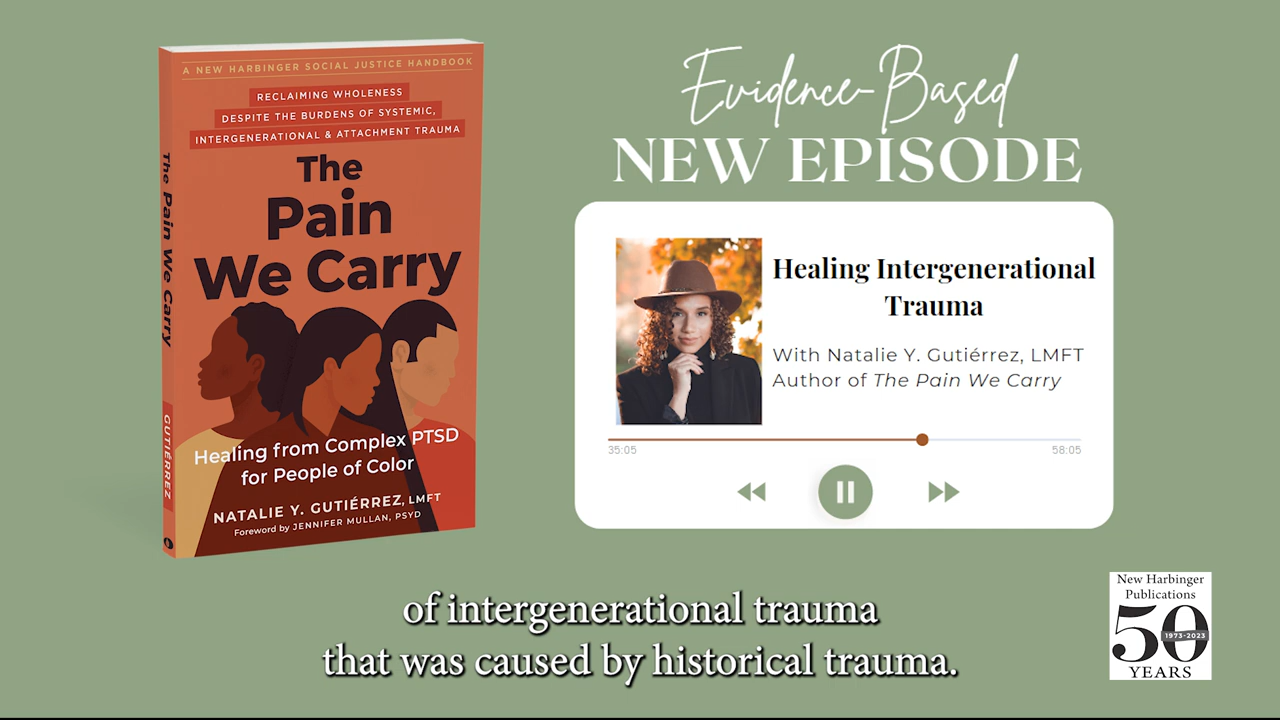 A NEW HARBINGER SOCIAL JUSTICE HANDBOOK
RECLAIMING WHOLENESS
DESPITE THE BURDENS OF SYSTEMIC,
INTERGENERATIONAL & ATTACHMENT TRAUMA
The
Pain
We Carry
Healing from Complex PTSD
for People of Color
NATALIE Y. GUTIÉRREZ, LMFT
Foreword by JENNIFER MULLAN, PSYD
The Pain We Carry
GUTIÉRREZ
Evidence-Based
NEW EPISODE
Healing Intergenerational
Trauma
With Natalie Y. Gutiérrez, LMFT
Author of The Pain We Carry
35:05
58:05
of intergenerational trauma
that was caused by historical trauma.
New Harbinger
Publications
50
1973-2023
YEARS